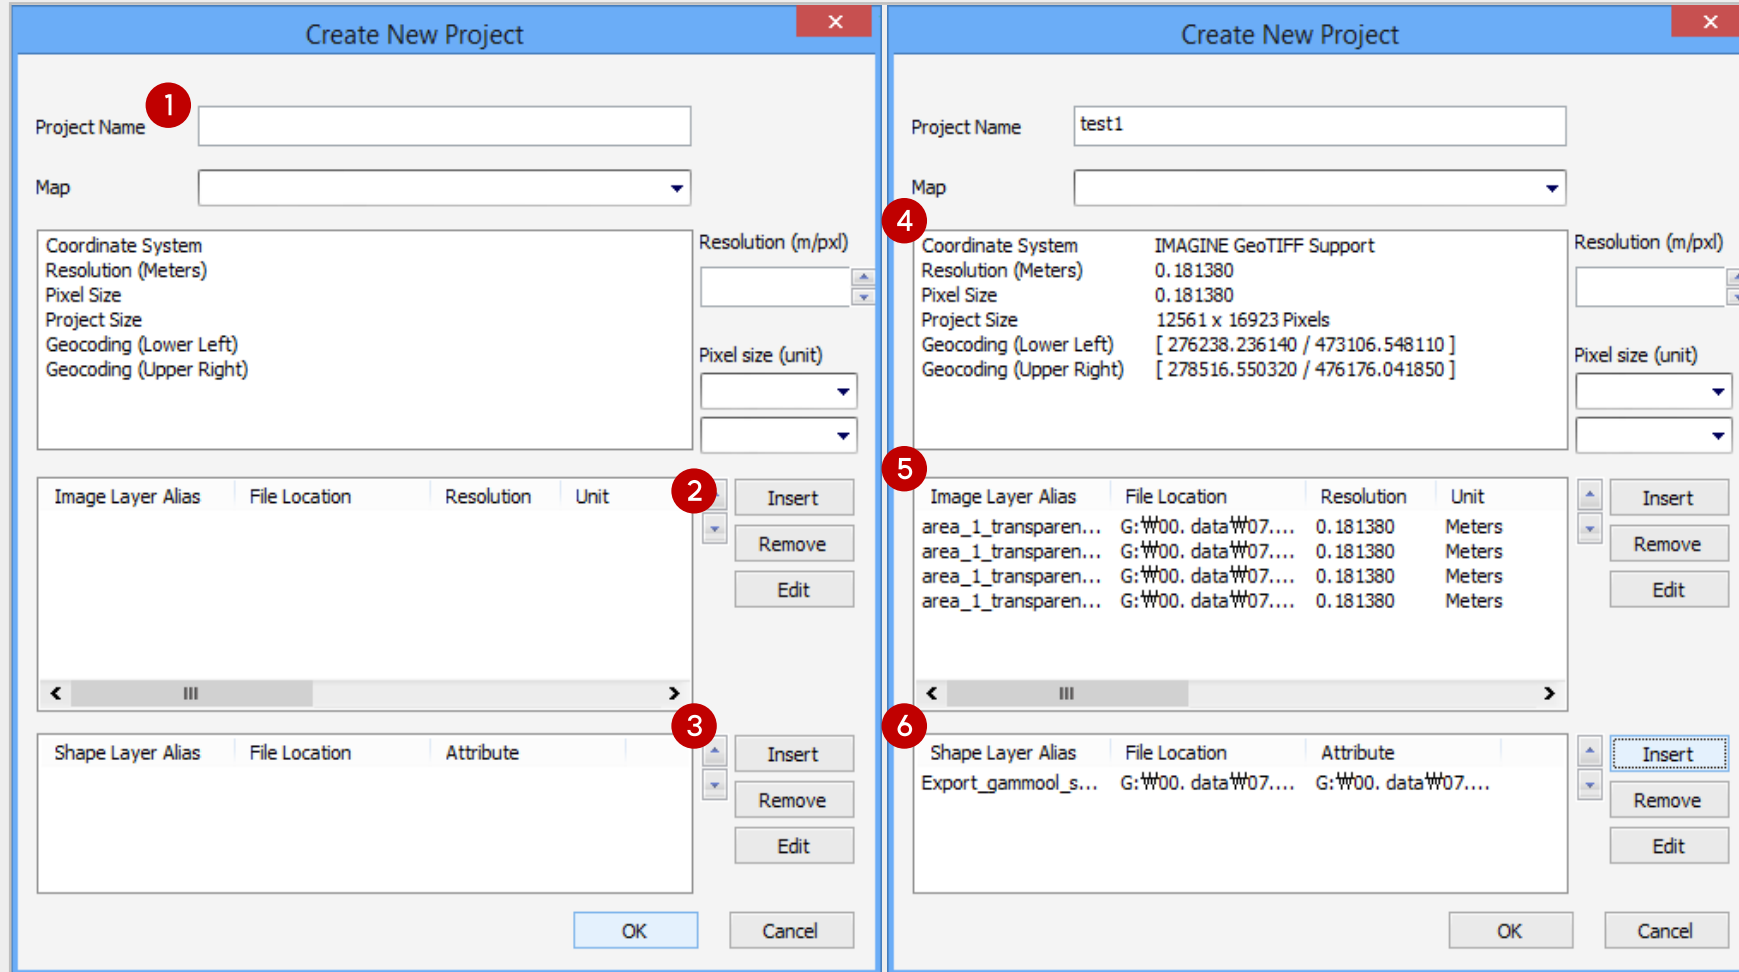 Create New Project
1
Project Name
Map
Coordinate System
Resolution (Meters)
Pixel Size
Project Size
Geocoding (Lower Left)
Geocoding (Upper Right)
Resolution (m/pxl)
Pixel size (unit)
2
Image Layer Alias File Location Resolution Unit
Insert
Remove
Edit
3
Shape Layer Alias File Location Attribute
Insert
Remove
Edit
OK Cancel
Create New Project
Project Name test1
Map
4
Coordinate System IMAGINE GeoTIFF Support
Resolution (Meters) 0.181380
Pixel Size 0.181380
Project Size 12561 x 16923 Pixels
Geocoding (Lower Left) [ 276238.236140 / 473106.548110 ]
Geocoding (Upper Right) [ 278516.550320 / 476176.041850 ]
Resolution (m/pxl)
Pixel size (unit)
5
Image Layer Alias File Location Resolution Unit
area_1_transparen... G:₩00. data₩07.... 0.181380 Meters
area_1_transparen... G:₩00. data₩07.... 0.181380 Meters
area_1_transparen... G:₩00. data₩07.... 0.181380 Meters
area_1_transparen... G:₩00. data₩07.... 0.181380 Meters
Insert
Remove
Edit
6
Shape Layer Alias File Location Attribute
Export_gammool_s... G:₩00. data₩07.... G:₩00. data₩07....
Insert
Remove
Edit
OK Cancel